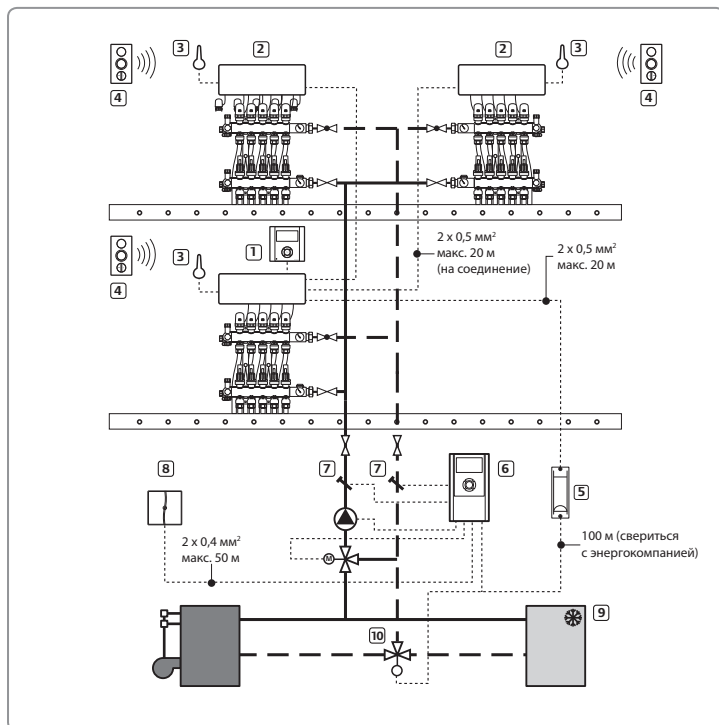 3
2
2
3
4
4
1
2 x 0,5 мм²
макс. 20 м
(на соединение)
2 x 0,5 мм²
макс. 20 м
3
4
8
7
7
6
5
2 x 0,4 мм²
макс. 50 м
100 м (свериться
с энергокомпанией)
M
10
9